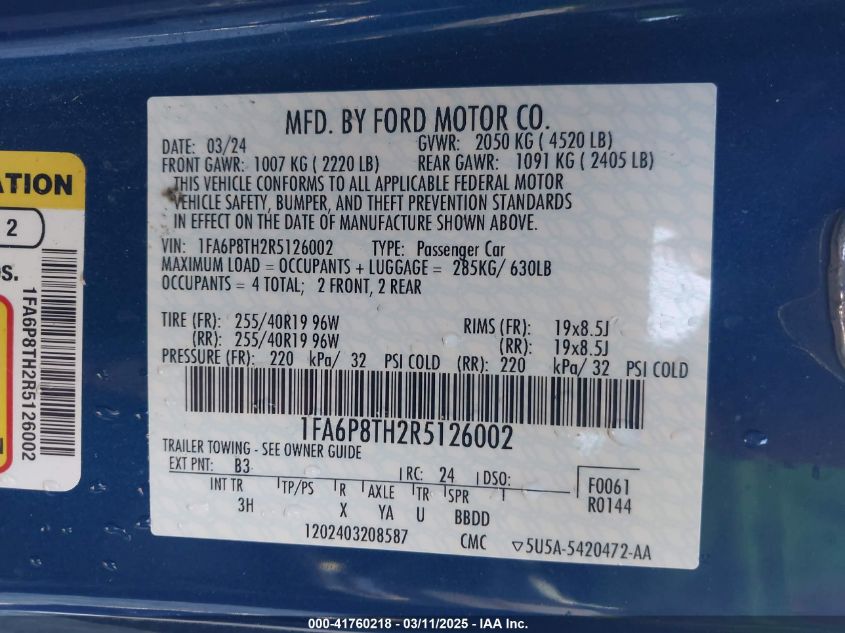 MFD. BY FORD MOTOR CO.
DATE: 03/24 GVWR: 2050 KG ( 4520 LB)
FRONT GAWR: 1007 KG ( 2220 LB) REAR GAWR: 1091 KG ( 2405 LB)
THIS VEHICLE CONFORMS TO ALL APPLICABLE FEDERAL MOTOR
VEHICLE SAFETY, BUMPER, AND THEFT PREVENTION STANDARDS
IN EFFECT ON THE DATE OF MANUFACTURE SHOWN ABOVE.
VIN: 1FA6P8TH2R5126002 TYPE: Passenger Car
MAXIMUM LOAD = OCCUPANTS + LUGGAGE = 285KG/ 630LB
OCCUPANTS = 4 TOTAL; 2 FRONT, 2 REAR
TIRE (FR): 255/40R19 96W RIMS (FR): 19x8.5J
(RR): 255/40R19 96W (RR): 19x8.5J
PRESSURE (FR): 220 kPa/ 32 PSI COLD (RR): 220 kPa/ 32 PSI COLD
1FA6P8TH2R5126002
TRAILER TOWING - SEE OWNER GUIDE
EXT PNT: B3 RC: 24 DSO: F0061
INT TR TP/PS R AXLE TR SPR R0144
3H X YA U BBDD
1202403208587 CMC ▽5U5A-5420472-AA
ATION
2
OS.
1FA6P8TH2R5126002
000-41760218 - 03/11/2025 - IAA Inc.